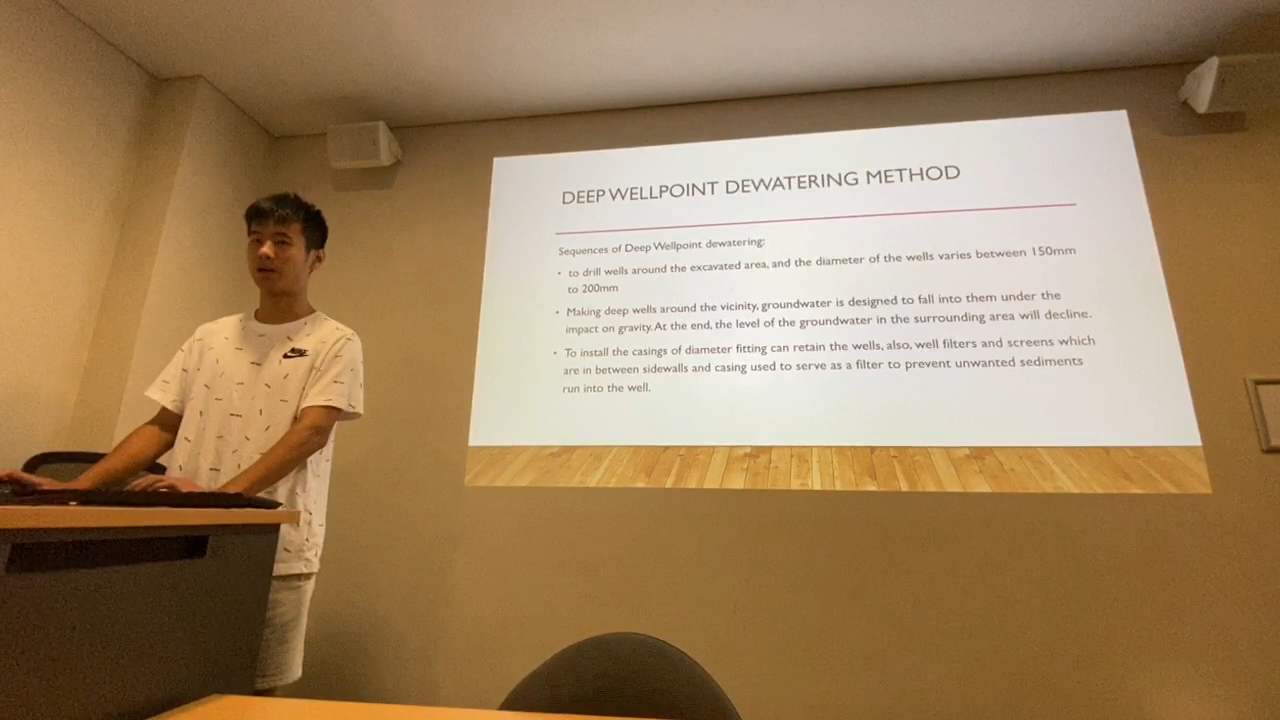 DEEP WELLPOINT DEWATERING METHOD
Sequences of Deep Wellpoint dewatering:
• to drill wells around the excavated area, and the diameter of the wells varies between 150mm
to 200mm
• Making deep wells around the vicinity, groundwater is designed to fall into them under the
impact on gravity. At the end, the level of the groundwater in the surrounding area will decline.
• To install the casings of diameter fitting can retain the wells, also, well filters and screens which
are in between sidewalls and casing used to serve as a filter to prevent unwanted sediments
run into the well.
NIKE